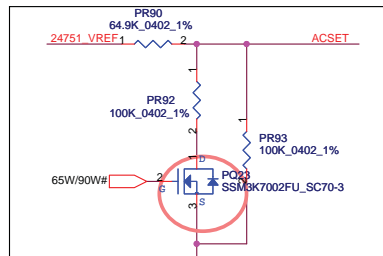 PR90
64.9K_0402_1%
24751_VREF 1 2 ACSET
1
PR92
100K_0402_1%
2
1
PR93
100K_0402_1%
2
1 D
PQ23
SSM3K7002FU_SC70-3
65W/90W# 2 G
S
3